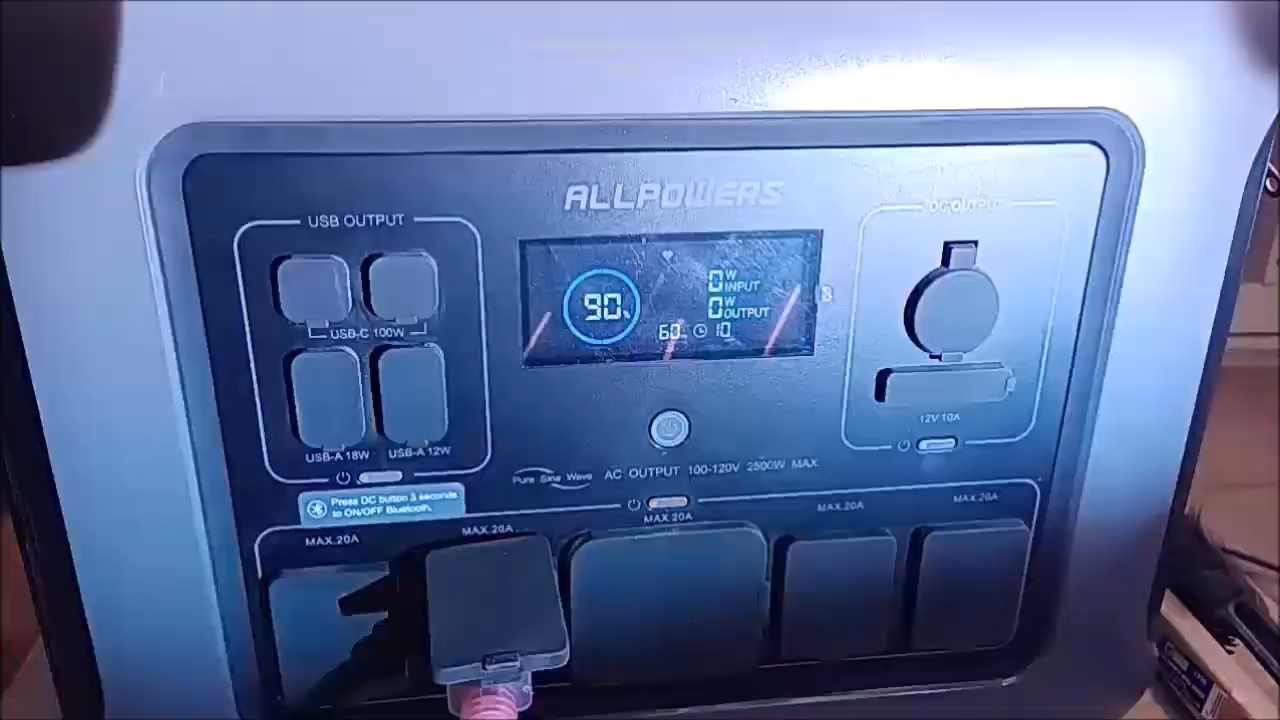 ALLPOWERS
USB OUTPUT
DC OUTPUT
90%
0W
INPUT
0W
OUTPUT
60 10
USB-C 100W
USB-A 18W
USB-A 12W
12V 10A
Pure Sine Wave
AC OUTPUT 100-120V 2500W MAX
Press DC button 3 seconds
to ON/OFF Bluetooth.
MAX.20A
MAX.20A
MAX.20A
MAX.20A
MAX.20A